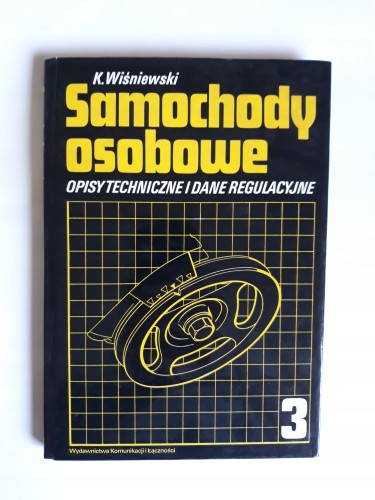 K. Wiśniewski
Samochody
osobowe
OPISY TECHNICZNE I DANE REGULACYJNE
3
Wydawnictwa Komunikacji i Łączności